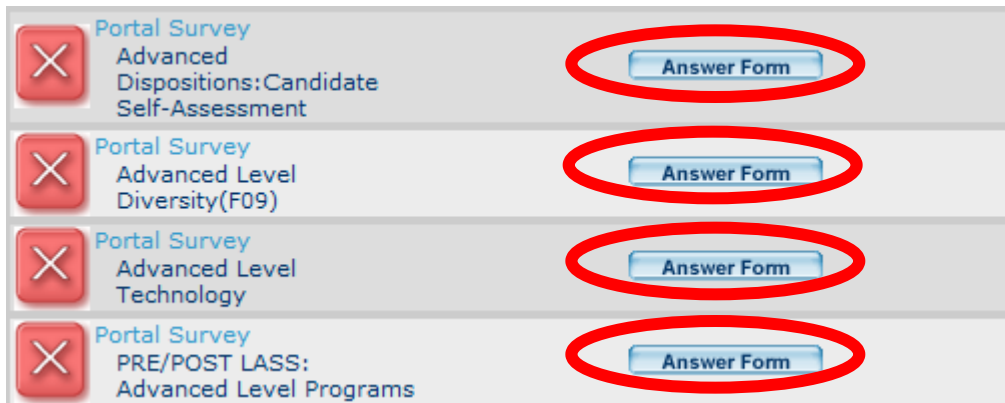 Portal Survey
Advanced
Answer Form
Dispositions:Candidate
Self-Assessment
Portal Survey
Advanced Level
Answer Form
Diversity(F09)
Portal Survey
Advanced Level
Answer Form
Technology
Portal Survey
PRE/POST LASS:
Answer Form
Advanced Level Programs